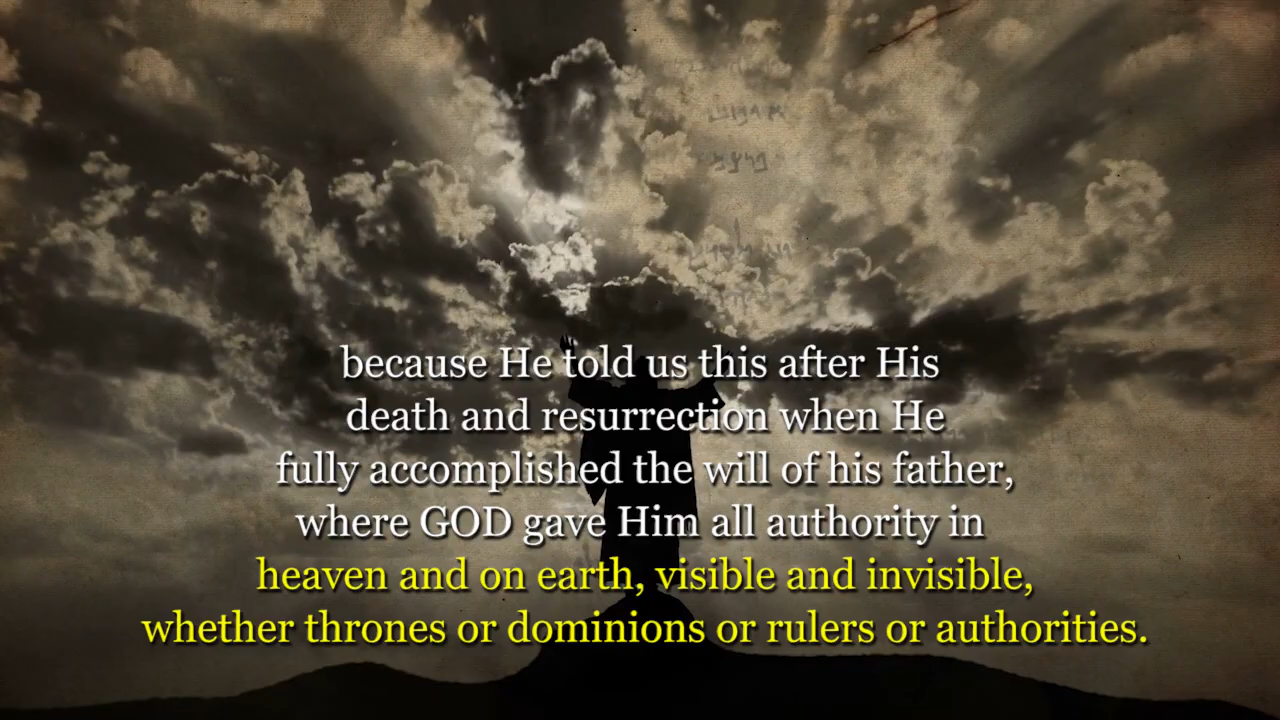 because He told us this after His
death and resurrection when He
fully accomplished the will of his father,
where GOD gave Him all authority in
heaven and on earth, visible and invisible,
whether thrones or dominions or rulers or authorities.